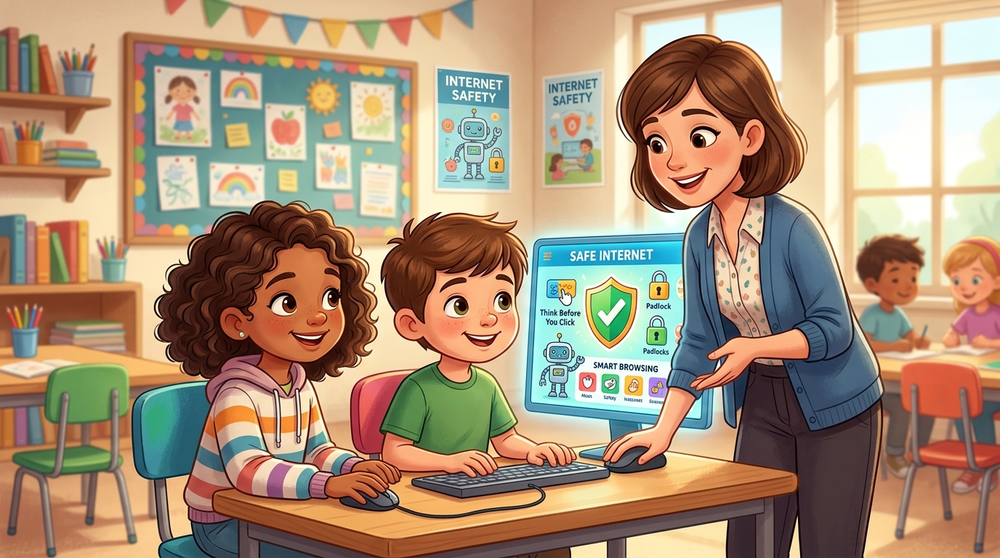 INTERNET
SAFETY
INTERNET
SAFETY
SAFE INTERNET
Think Before
You Click
Padlock
Padlocks
SMART BROWSING
Safety